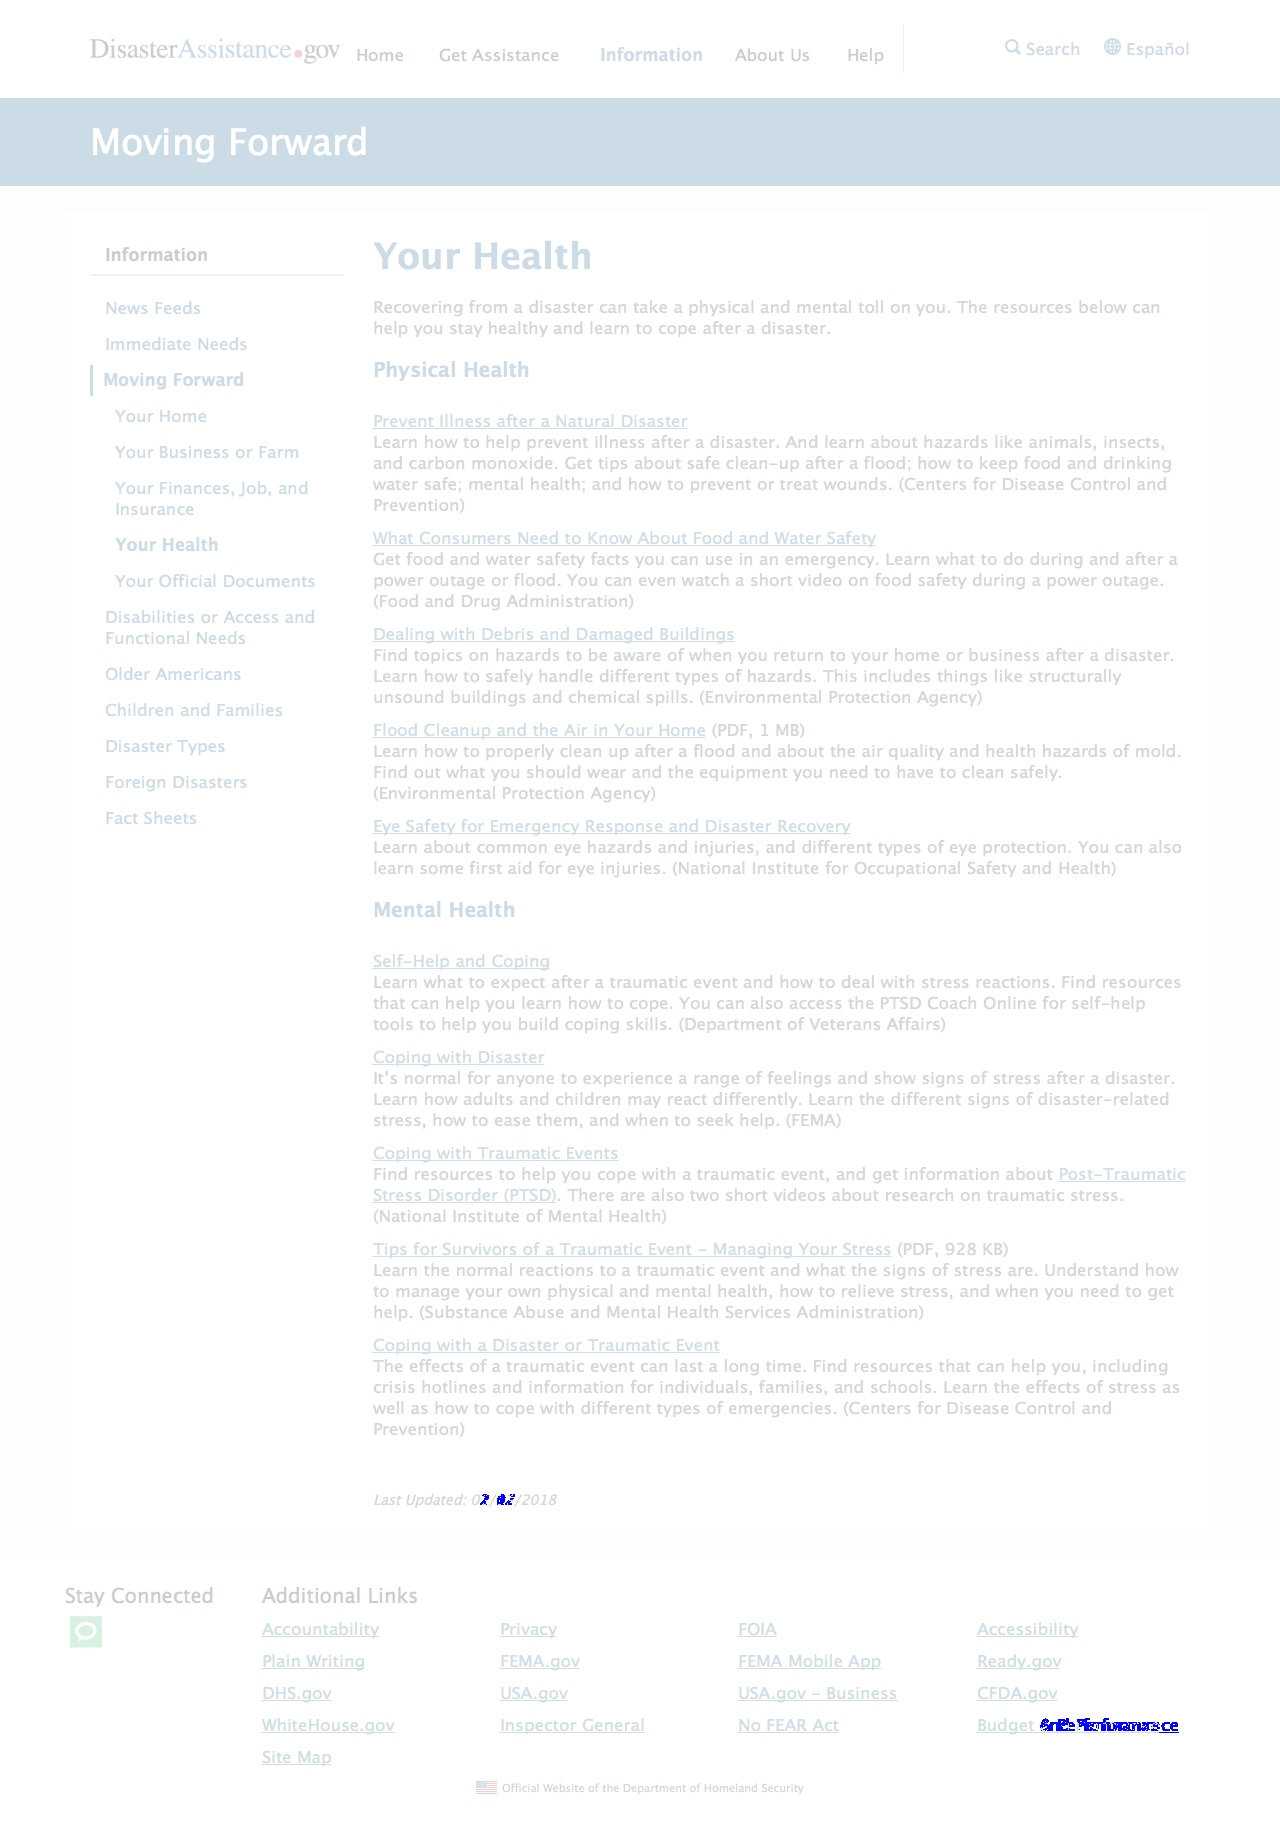 DisasterAssistance.gov Home Get Assistance Information About Us Help Search Español
Moving Forward
Information
News Feeds
Immediate Needs
Moving Forward
Your Home
Your Business or Farm
Your Finances, Job, and
Insurance
Your Health
Your Official Documents
Disabilities or Access and
Functional Needs
Older Americans
Children and Families
Disaster Types
Foreign Disasters
Fact Sheets
Your Health
Recovering from a disaster can take a physical and mental toll on you. The resources below can
help you stay healthy and learn to cope after a disaster.
Physical Health
Prevent Illness after a Natural Disaster
Learn how to help prevent illness after a disaster. And learn about hazards like animals, insects,
and carbon monoxide. Get tips about safe clean-up after a flood; how to keep food and drinking
water safe; mental health; and how to prevent or treat wounds. (Centers for Disease Control and
Prevention)
What Consumers Need to Know About Food and Water Safety
Get food and water safety facts you can use in an emergency. Learn what to do during and after a
power outage or flood. You can even watch a short video on food safety during a power outage.
(Food and Drug Administration)
Dealing with Debris and Damaged Buildings
Find topics on hazards to be aware of when you return to your home or business after a disaster.
Learn how to safely handle different types of hazards. This includes things like structurally
unsound buildings and chemical spills. (Environmental Protection Agency)
Flood Cleanup and the Air in Your Home (PDF, 1 MB)
Learn how to properly clean up after a flood and about the air quality and health hazards of mold.
Find out what you should wear and the equipment you need to have to clean safely.
(Environmental Protection Agency)
Eye Safety for Emergency Response and Disaster Recovery
Learn about common eye hazards and injuries, and different types of eye protection. You can also
learn some first aid for eye injuries. (National Institute for Occupational Safety and Health)
Mental Health
Self-Help and Coping
Learn what to expect after a traumatic event and how to deal with stress reactions. Find resources
that can help you learn how to cope. You can also access the PTSD Coach Online for self-help
tools to help you build coping skills. (Department of Veterans Affairs)
Coping with Disaster
It's normal for anyone to experience a range of feelings and show signs of stress after a disaster.
Learn how adults and children may react differently. Learn the different signs of disaster-related
stress, how to ease them, and when to seek help. (FEMA)
Coping with Traumatic Events
Find resources to help you cope with a traumatic event, and get information about Post-Traumatic
Stress Disorder (PTSD). There are also two short videos about research on traumatic stress.
(National Institute of Mental Health)
Tips for Survivors of a Traumatic Event - Managing Your Stress (PDF, 928 KB)
Learn the normal reactions to a traumatic event and what the signs of stress are. Understand how
to manage your own physical and mental health, how to relieve stress, and when you need to get
help. (Substance Abuse and Mental Health Services Administration)
Coping with a Disaster or Traumatic Event
The effects of a traumatic event can last a long time. Find resources that can help you, including
crisis hotlines and information for individuals, families, and schools. Learn the effects of stress as
well as how to cope with different types of emergencies. (Centers for Disease Control and
Prevention)
Last Updated: /2018
Stay Connected
Additional Links
Accountability Privacy FOIA Accessibility
Plain Writing FEMA.gov FEMA Mobile App Ready.gov
DHS.gov USA.gov USA.gov - Business CFDA.gov
WhiteHouse.gov Inspector General No FEAR Act Budget
Site Map
Official Website of the Department of Homeland Security